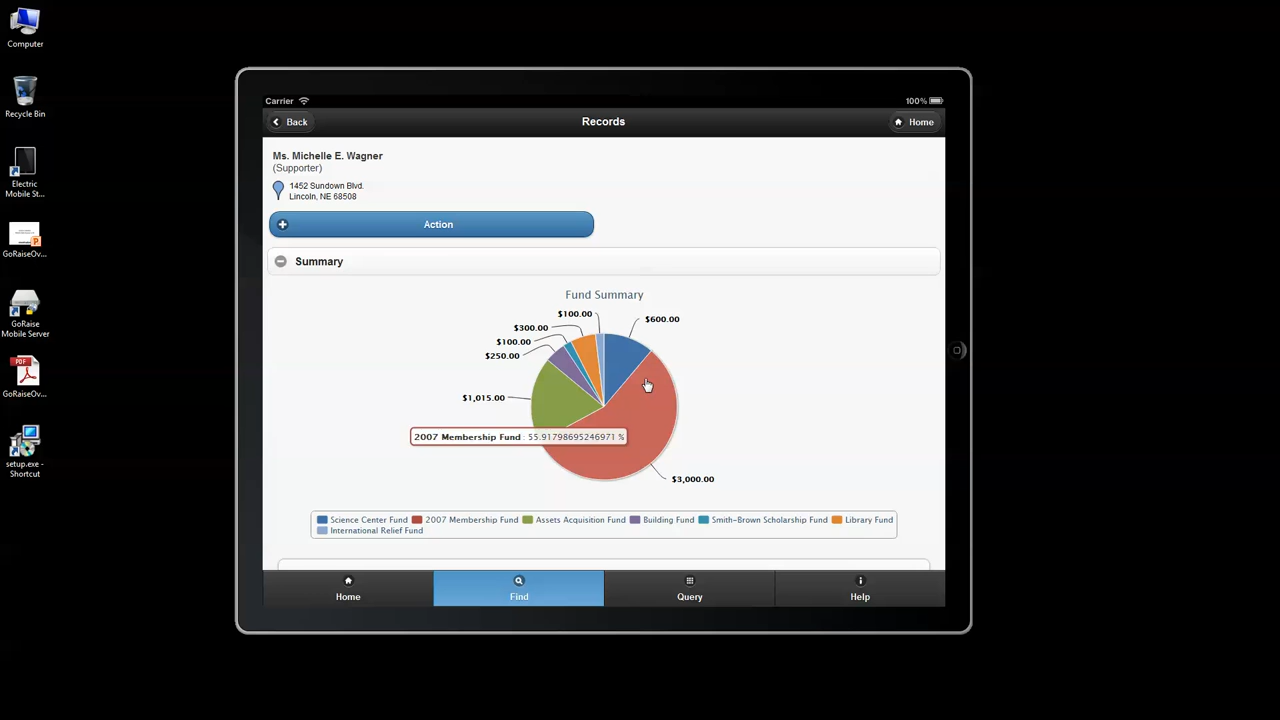 Computer
Recycle Bin
Electric
Mobile St...
GoRaiseOv...
GoRaise
Mobile Server
PDF
GoRaiseOv...
setup.exe -
Shortcut
Carrier
100%
Back
Records
Home
Ms. Michelle E. Wagner
(Supporter)
1452 Sundown Blvd.
Lincoln, NE 68508
Action
Summary
Fund Summary
$100.00
$600.00
$300.00
$100.00
$250.00
$1,015.00
2007 Membership Fund : 55.91798695246971 %
$3,000.00
Science Center Fund 2007 Membership Fund Assets Acquisition Fund Building Fund Smith-Brown Scholarship Fund Library Fund
International Relief Fund
Home
Find
Query
Help